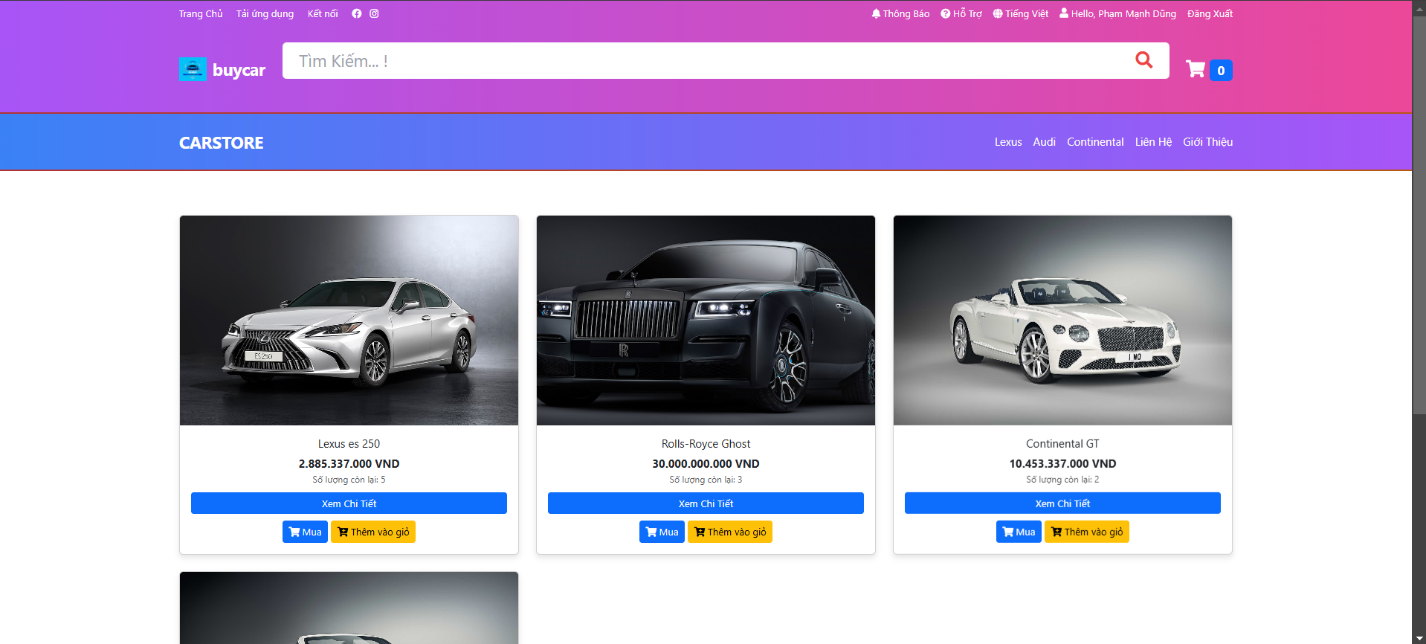 Trang Chủ Tải ứng dụng Kết nối Thông Báo Hỗ Trợ Tiếng Việt Hello, Phạm Mạnh Dũng Đăng Xuất
buycar Tìm Kiếm... ! 0
CARSTORE Lexus Audi Continental Liên Hệ Giới Thiệu
ES 250
1 MO
Lexus es 250 Rolls-Royce Ghost Continental GT
2.885.337.000 VND 30.000.000.000 VND 10.453.337.000 VND
Số lượng còn lại: 5 Số lượng còn lại: 3 Số lượng còn lại: 2
Xem Chi Tiết Xem Chi Tiết Xem Chi Tiết
Mua Thêm vào giỏ Mua Thêm vào giỏ Mua Thêm vào giỏ